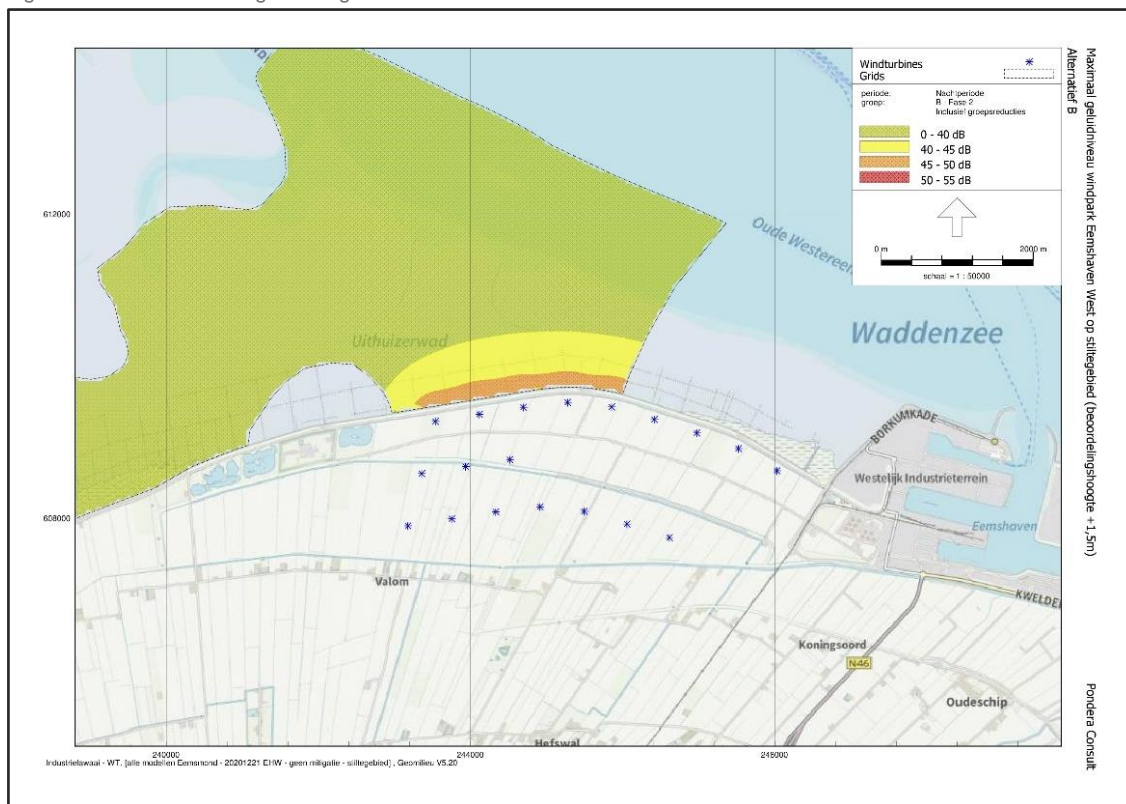 Windturbines
Grids
periode: Nachtperiode
groep: B - Fase 2
Inclusief groepsreducties
0 - 40 dB
40 - 45 dB
45 - 50 dB
50 - 55 dB
0 m 2000 m
schaal = 1 : 50000
Maximaal geluidniveau windpark Eemshaven West op stiltegebied (beoordelingshoogte +1,5m)
Alternatief B
Pondera Consult
612000
608000
Oude Westereem
Uithuizerwad
Waddenzee
BORKUMKADE
Westelijk Industrieterrein
Eemshaven
Valom
KWELDER
Koningsoord
N46
Oudeschip
Hefswal
240000
244000
248000
Industrielawaai - WT, [alle modellen Eemsmond - 20201221 EHW - geen mitigatie - stiltegebied] , Geomilieu V5.20